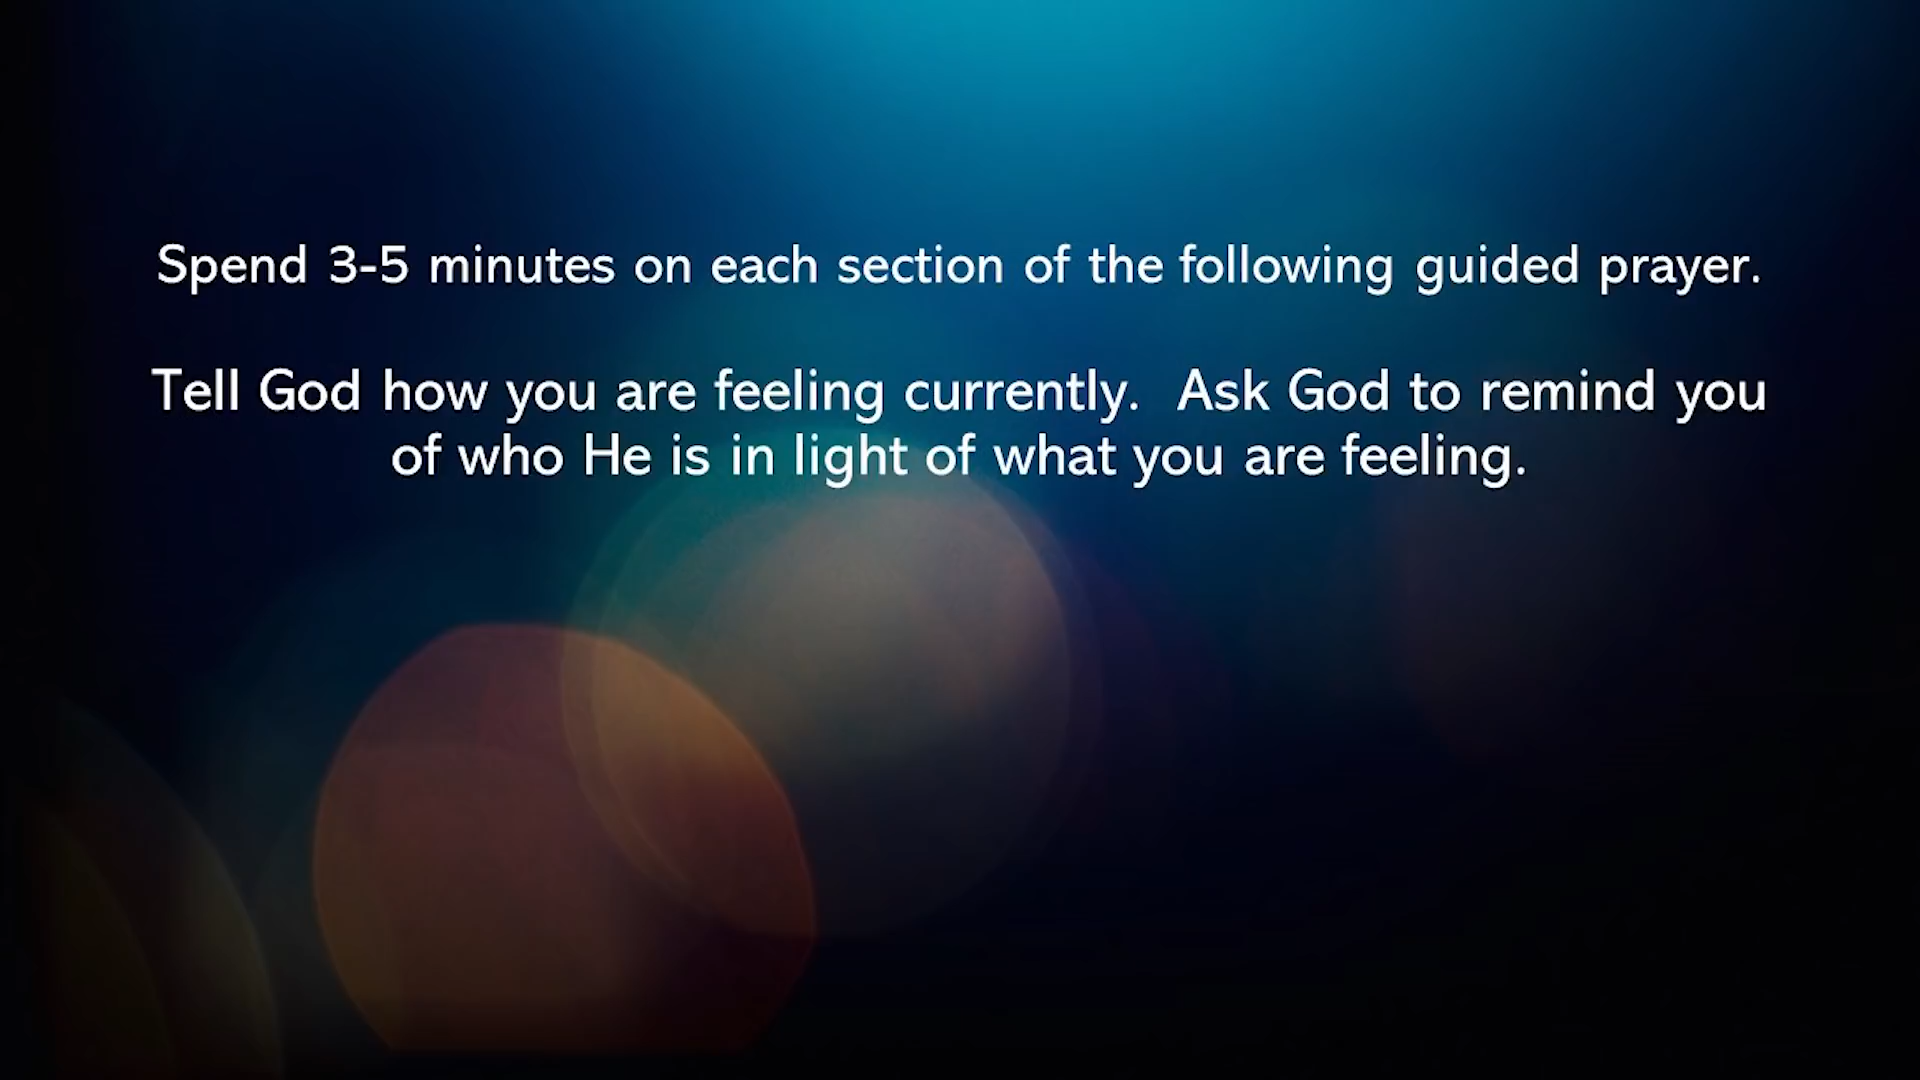 Spend 3-5 minutes on each section of the following guided prayer.
Tell God how you are feeling currently.  Ask God to remind you
of who He is in light of what you are feeling.